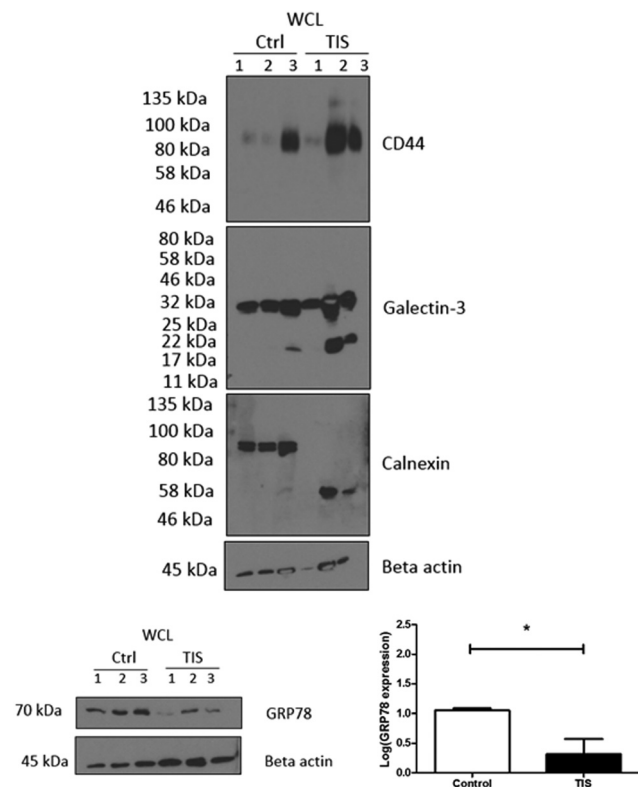 WCL
Ctrl TIS
1 2 3 1 2 3
135 kDa
100 kDa
80 kDa
58 kDa
46 kDa
CD44
80 kDa
58 kDa
46 kDa
32 kDa
25 kDa
22 kDa
17 kDa
11 kDa
Galectin-3
135 kDa
100 kDa
80 kDa
58 kDa
46 kDa
Calnexin
45 kDa
Beta actin
WCL
Ctrl TIS
1 2 3 1 2 3
70 kDa
GRP78
45 kDa
Beta actin
Log(GRP78 expression)
2.5
2.0
1.5
1.0
0.5
0.0
*
Control TIS